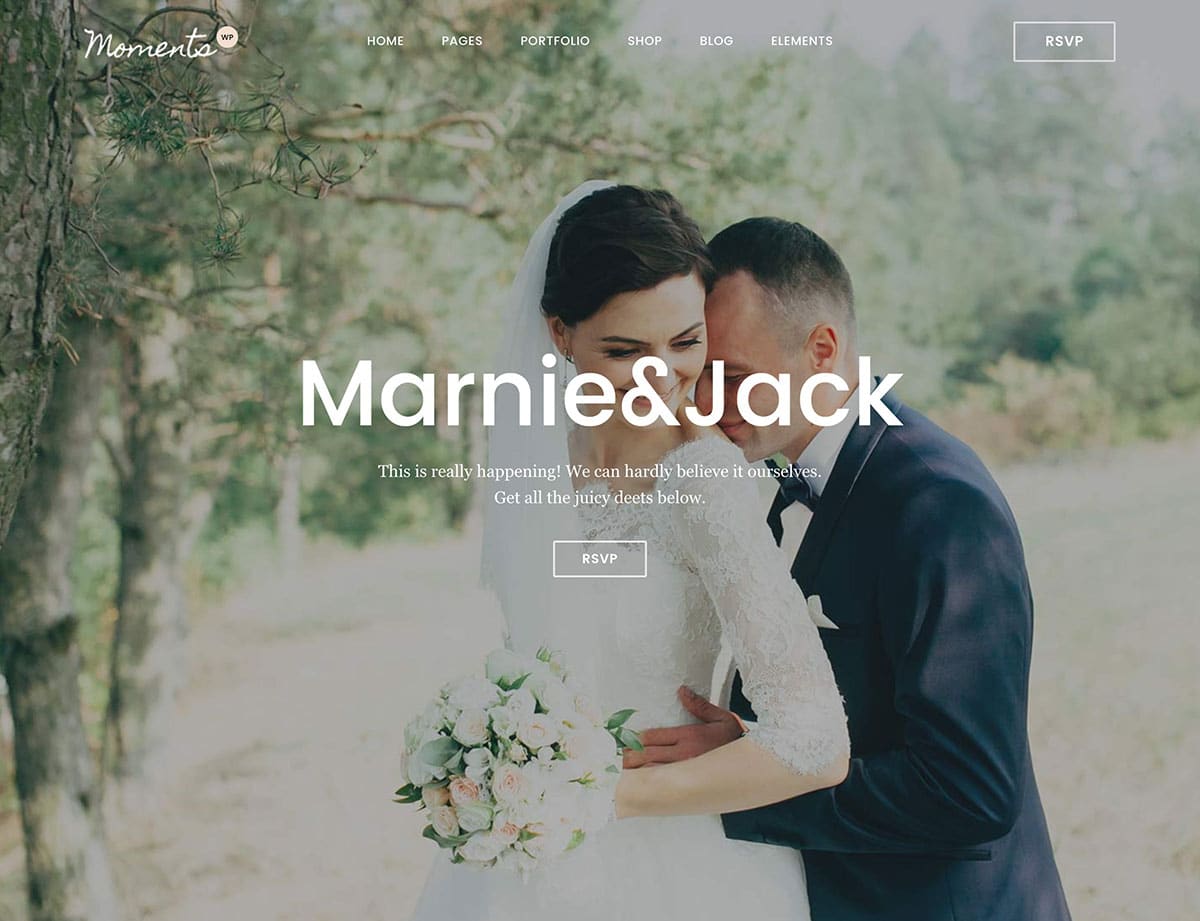 Moments WP
HOME PAGES PORTFOLIO SHOP BLOG ELEMENTS
RSVP
Marnie&Jack
This is really happening! We can hardly believe it ourselves.
Get all the juicy deets below.
RSVP